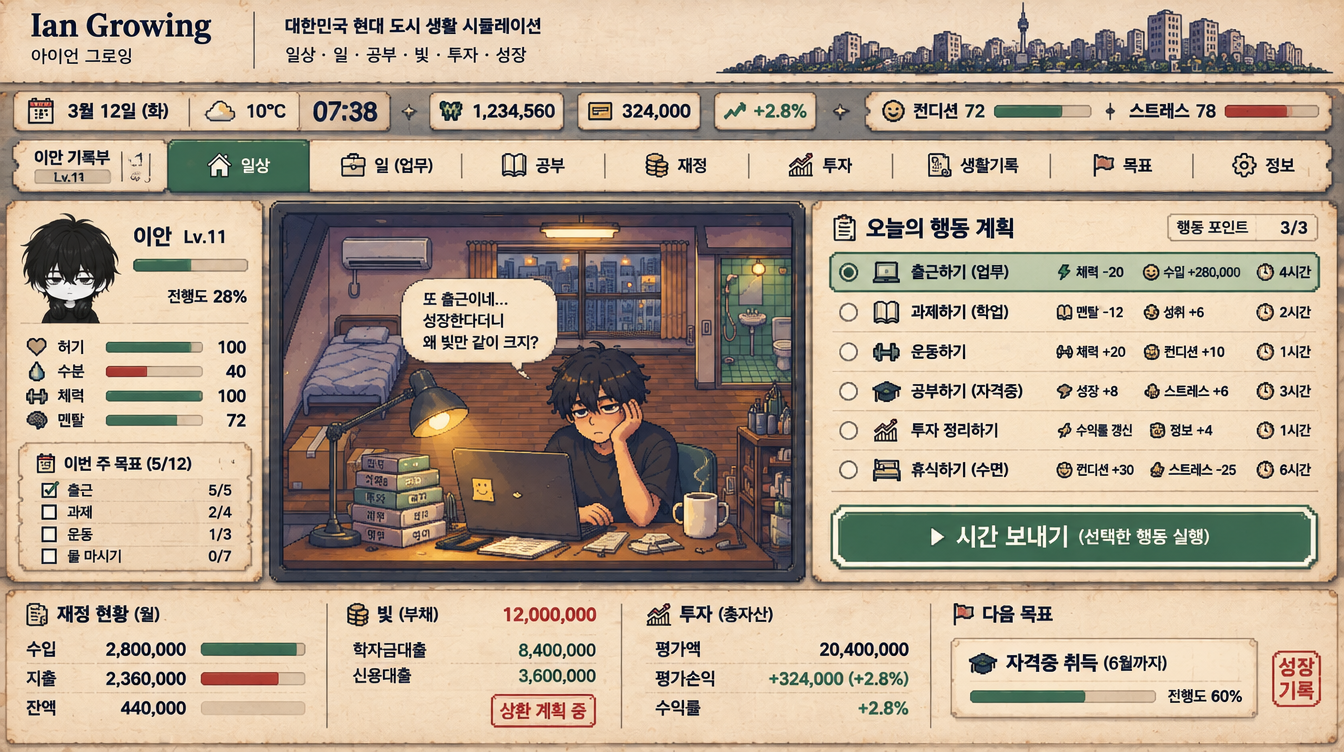 Ian Growing
아이언 그로잉
대한민국 현대 도시 생활 시뮬레이션
일상 · 일 · 공부 · 빚 · 투자 · 성장
3월 12일 (화)
10°C
07:38
₩ 1,234,560
324,000
+2.8%
컨디션 72
스트레스 78
이안 기록부
Lv.11
일상
일 (업무)
공부
재정
투자
생활기록
목표
정보
이안 Lv.11
전행도 28%
허기 100
수분 40
체력 100
멘탈 72
이번 주 목표 (5/12)
출근 5/5
과제 2/4
운동 1/3
물 마시기 0/7
또 출근이네...
성장한다더니
왜 빚만 같이 크지?
오늘의 행동 계획
행동 포인트 3/3
출근하기 (업무) 체력 -20 수입 +280,000 4시간
과제하기 (학업) 멘탈 -12 성취 +6 2시간
운동하기 체력 +20 컨디션 +10 1시간
공부하기 (자격증) 성장 +8 스트레스 +6 3시간
투자 정리하기 수익률 갱신 정보 +4 1시간
휴식하기 (수면) 컨디션 +30 스트레스 -25 6시간
시간 보내기 (선택한 행동 실행)
재정 현황 (월)
수입 2,800,000
지출 2,360,000
잔액 440,000
빚 (부채) 12,000,000
학자금대출 8,400,000
신용대출 3,600,000
상환 계획 중
투자 (총자산)
평가액 20,400,000
평가손익 +324,000 (+2.8%)
수익률 +2.8%
다음 목표
자격증 취득 (6월까지)
전행도 60%
성장
기록